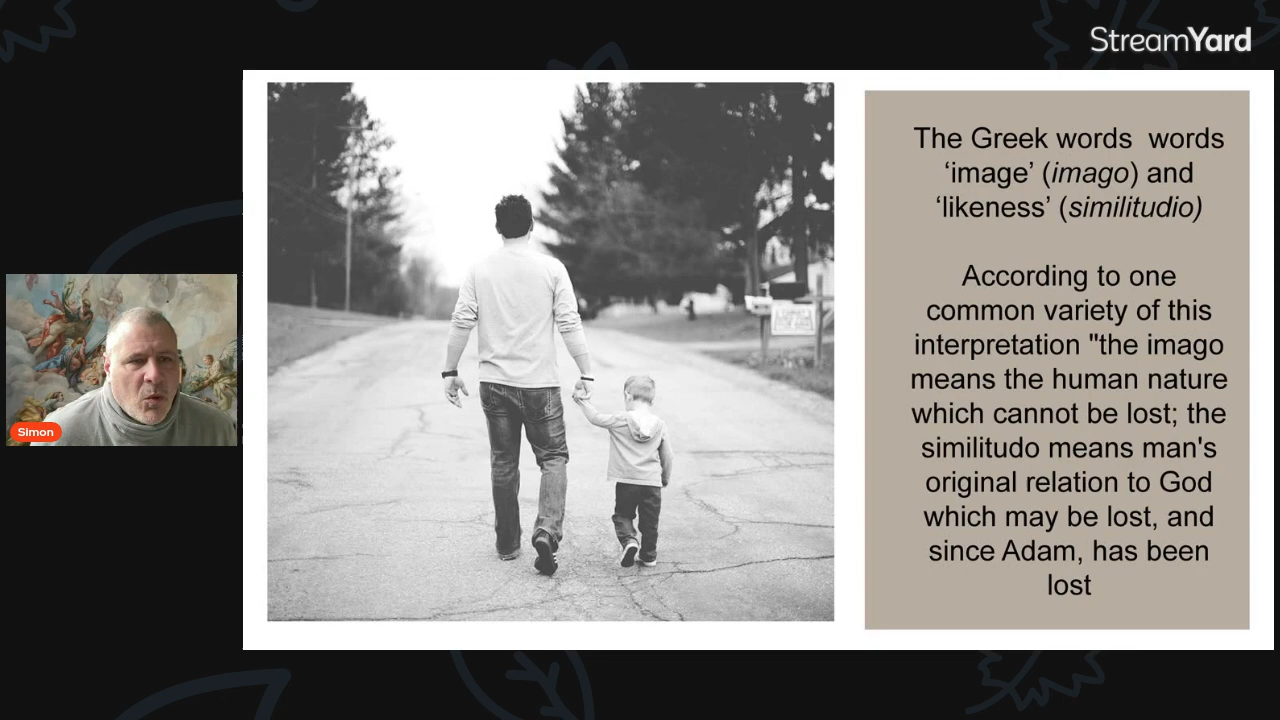 StreamYard
The Greek words  words
‘image’ (imago) and
‘likeness’ (similitudio)
According to one
common variety of this
interpretation "the imago
means the human nature
which cannot be lost; the
similitudo means man's
original relation to God
which may be lost, and
since Adam, has been
lost
Simon